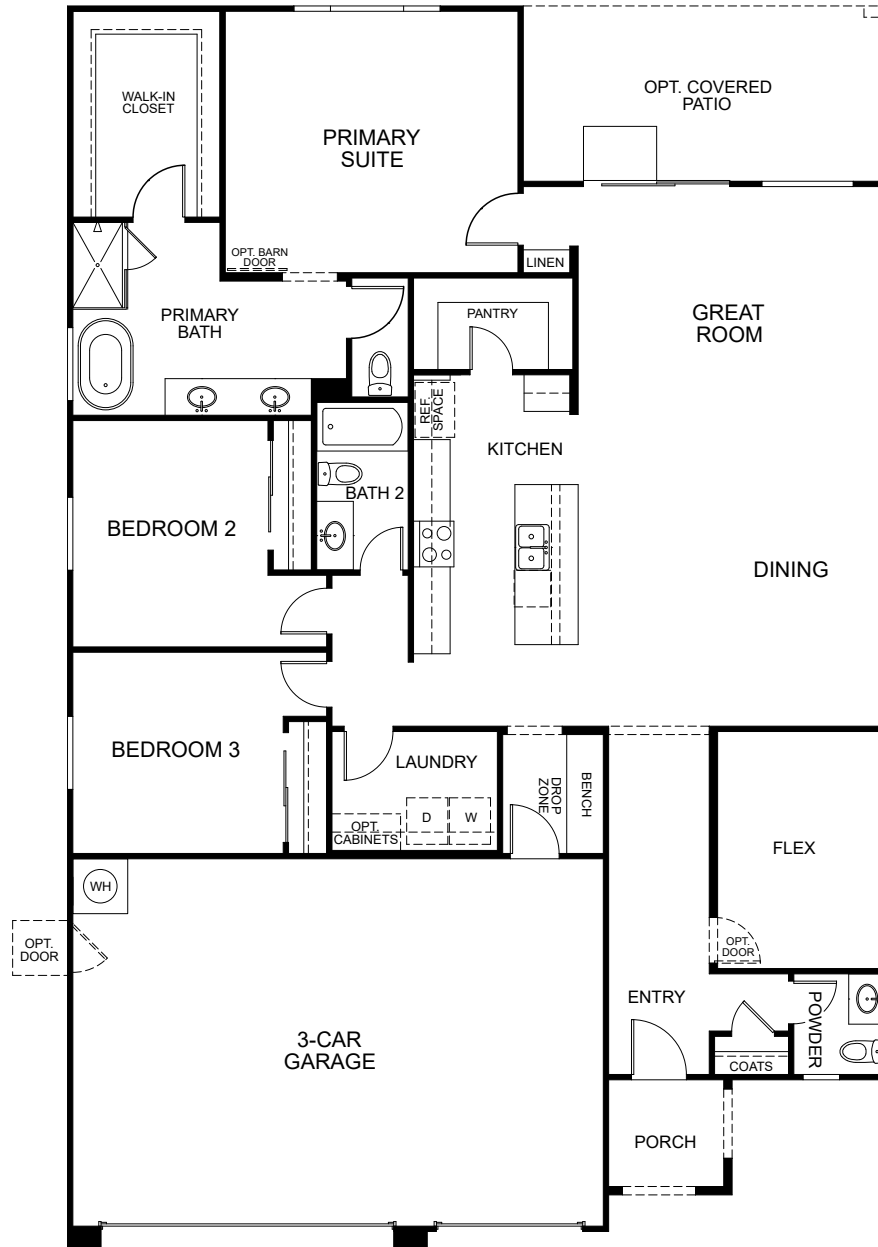 WALK-IN
CLOSET
PRIMARY
SUITE
OPT. COVERED
PATIO
OPT. BARN
DOOR
LINEN
PRIMARY
BATH
PANTRY
GREAT
ROOM
REF.
SPACE
KITCHEN
BATH 2
BEDROOM 2
DINING
BEDROOM 3
LAUNDRY
DROP
ZONE
BENCH
OPT.
CABINETS
D
W
FLEX
WH
OPT.
DOOR
OPT.
DOOR
ENTRY
POWDER
3-CAR
GARAGE
COATS
PORCH